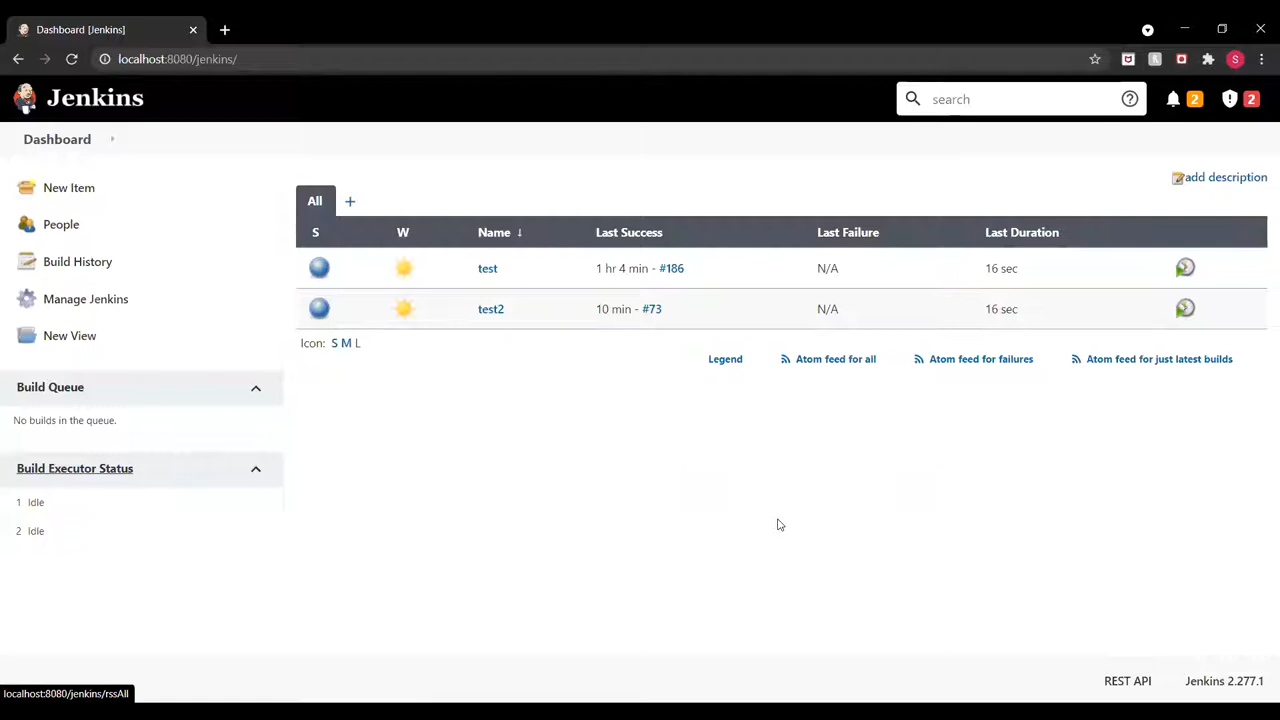 Dashboard [Jenkins]
localhost:8080/jenkins/
S
Jenkins
search
2
2
Dashboard
New Item
People
Build History
Manage Jenkins
New View
Build Queue
No builds in the queue.
Build Executor Status
1 Idle
2 Idle
add description
All +
S W Name ↓ Last Success Last Failure Last Duration
test 1 hr 4 min - #186 N/A 16 sec
test2 10 min - #73 N/A 16 sec
Icon: S M L
Legend Atom feed for all Atom feed for failures Atom feed for just latest builds
localhost:8080/jenkins/rssAll
REST API Jenkins 2.277.1